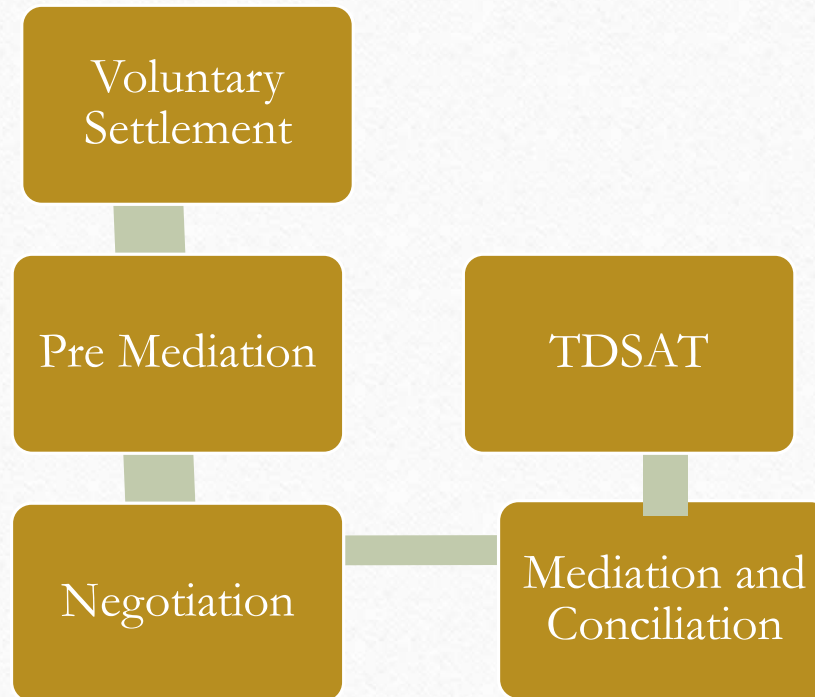 Voluntary
Settlement
Pre Mediation
Negotiation
Mediation and
Conciliation
TDSAT